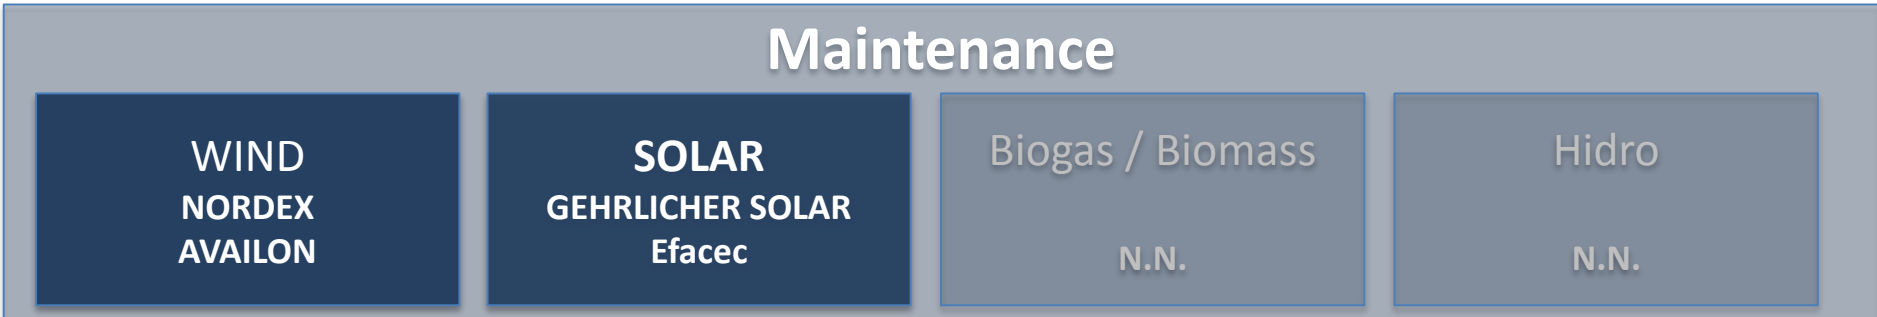 Maintenance
WIND
NORDEX
AVAILON
SOLAR
GEHRLICHER SOLAR
Efacec
Biogas / Biomass
N.N.
Hidro
N.N.